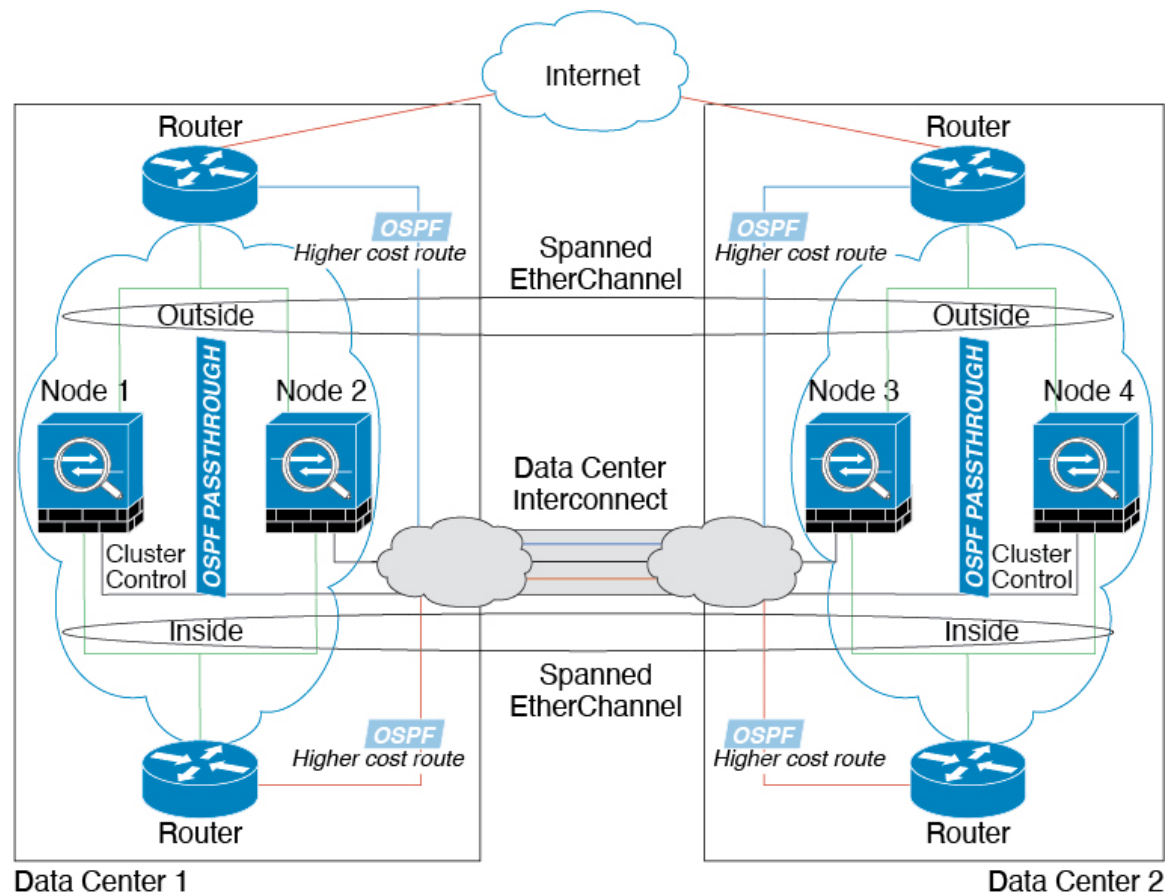 Internet
Router
Router
OSPF
Higher cost route
Spanned
EtherChannel
OSPF
Higher cost route
Outside
Outside
Node 1
OSPF PASSTHROUGH
Node 2
Node 3
OSPF PASSTHROUGH
Node 4
Data Center
Interconnect
Cluster
Control
Cluster
Control
Inside
Inside
Spanned
EtherChannel
OSPF
Higher cost route
OSPF
Higher cost route
Router
Router
Data Center 1
Data Center 2